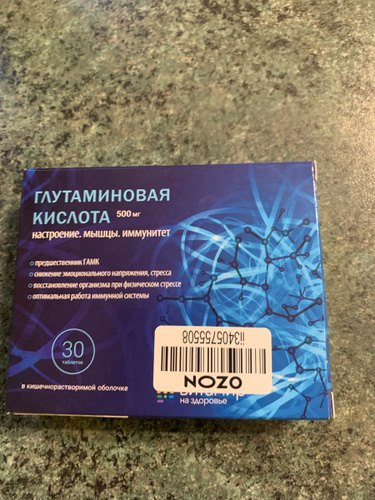 ГЛУТАМИНОВАЯ
КИСЛОТА 500 мг
настроение. мышцы. иммунитет
предшественник ГАМК
снижение эмоционального напряжения, стресса
восстановление организма при физическом стрессе
оптимальная работа иммунной системы
30
таблеток
в кишечнорастворимой оболочке
ii3405755508
OZON
на здоровье